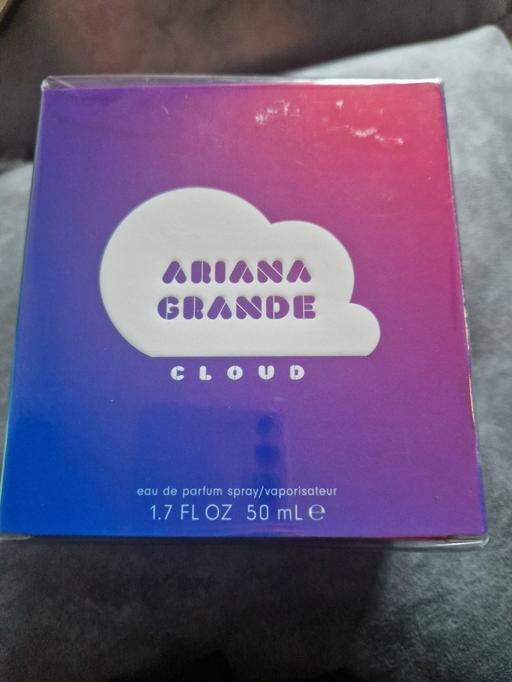 ARIANA
GRANDE
CLOUD
eau de parfum spray/vaporisateur
1.7 FL OZ 50 mL ℮